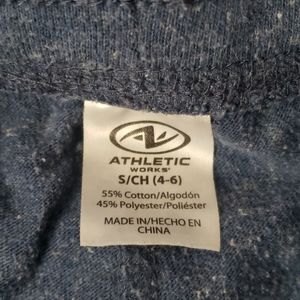 ATHLETIC
WORKS®
S/CH (4-6)
55% Cotton/Algodón
45% Polyester/Poliéster
MADE IN/HECHO EN
CHINA